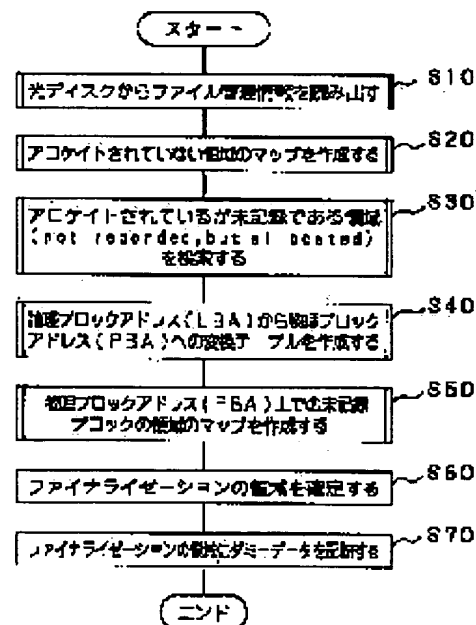 スタート
光ディスクからファイル管理情報を読み出す
S10
アロケイトされていない領域のマップを作成する
S20
アロケイトされているが未記録である領域
(not recorded,but allocated)
を検索する
S30
論理ブロックアドレス(LBA)から物理ブロック
アドレス(PBA)への変換テーブルを作成する
S40
物理ブロックアドレス(PBA)上での未記録
ブロックの領域のマップを作成する
S50
ファイナライゼーションの領域を確定する
S60
ファイナライゼーションの領域にダミーデータを記録する
S70
エンド